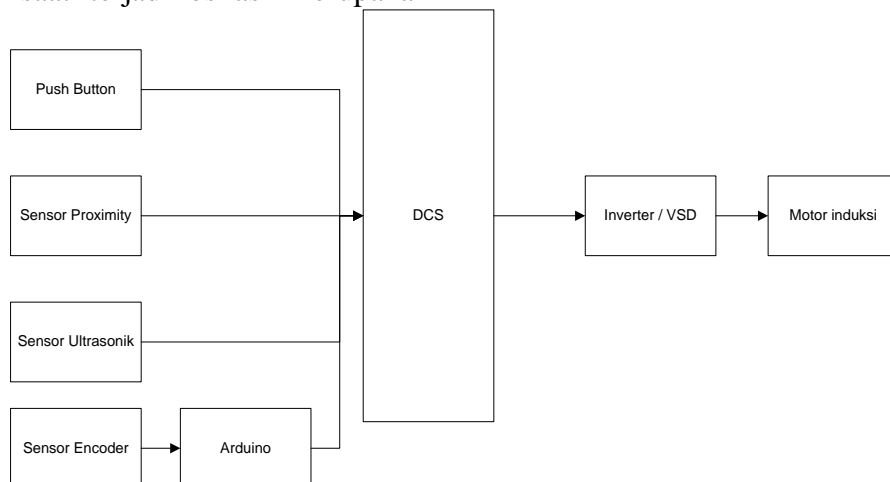 Push Button
DCS
Sensor Proximity
Inverter / VSD
Motor induksi
Sensor Ultrasonik
Sensor Encoder
Arduino